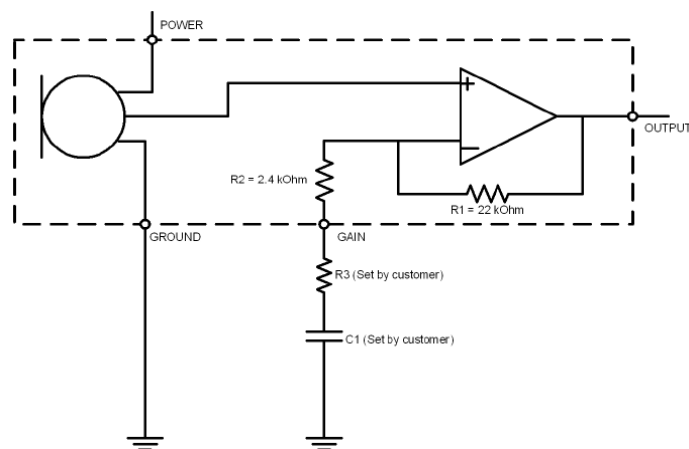 POWER
+
OUTPUT
−
R2 = 2.4 kOhm
R1 = 22 kOhm
GROUND
GAIN
R3 (Set by customer)
C1 (Set by customer)